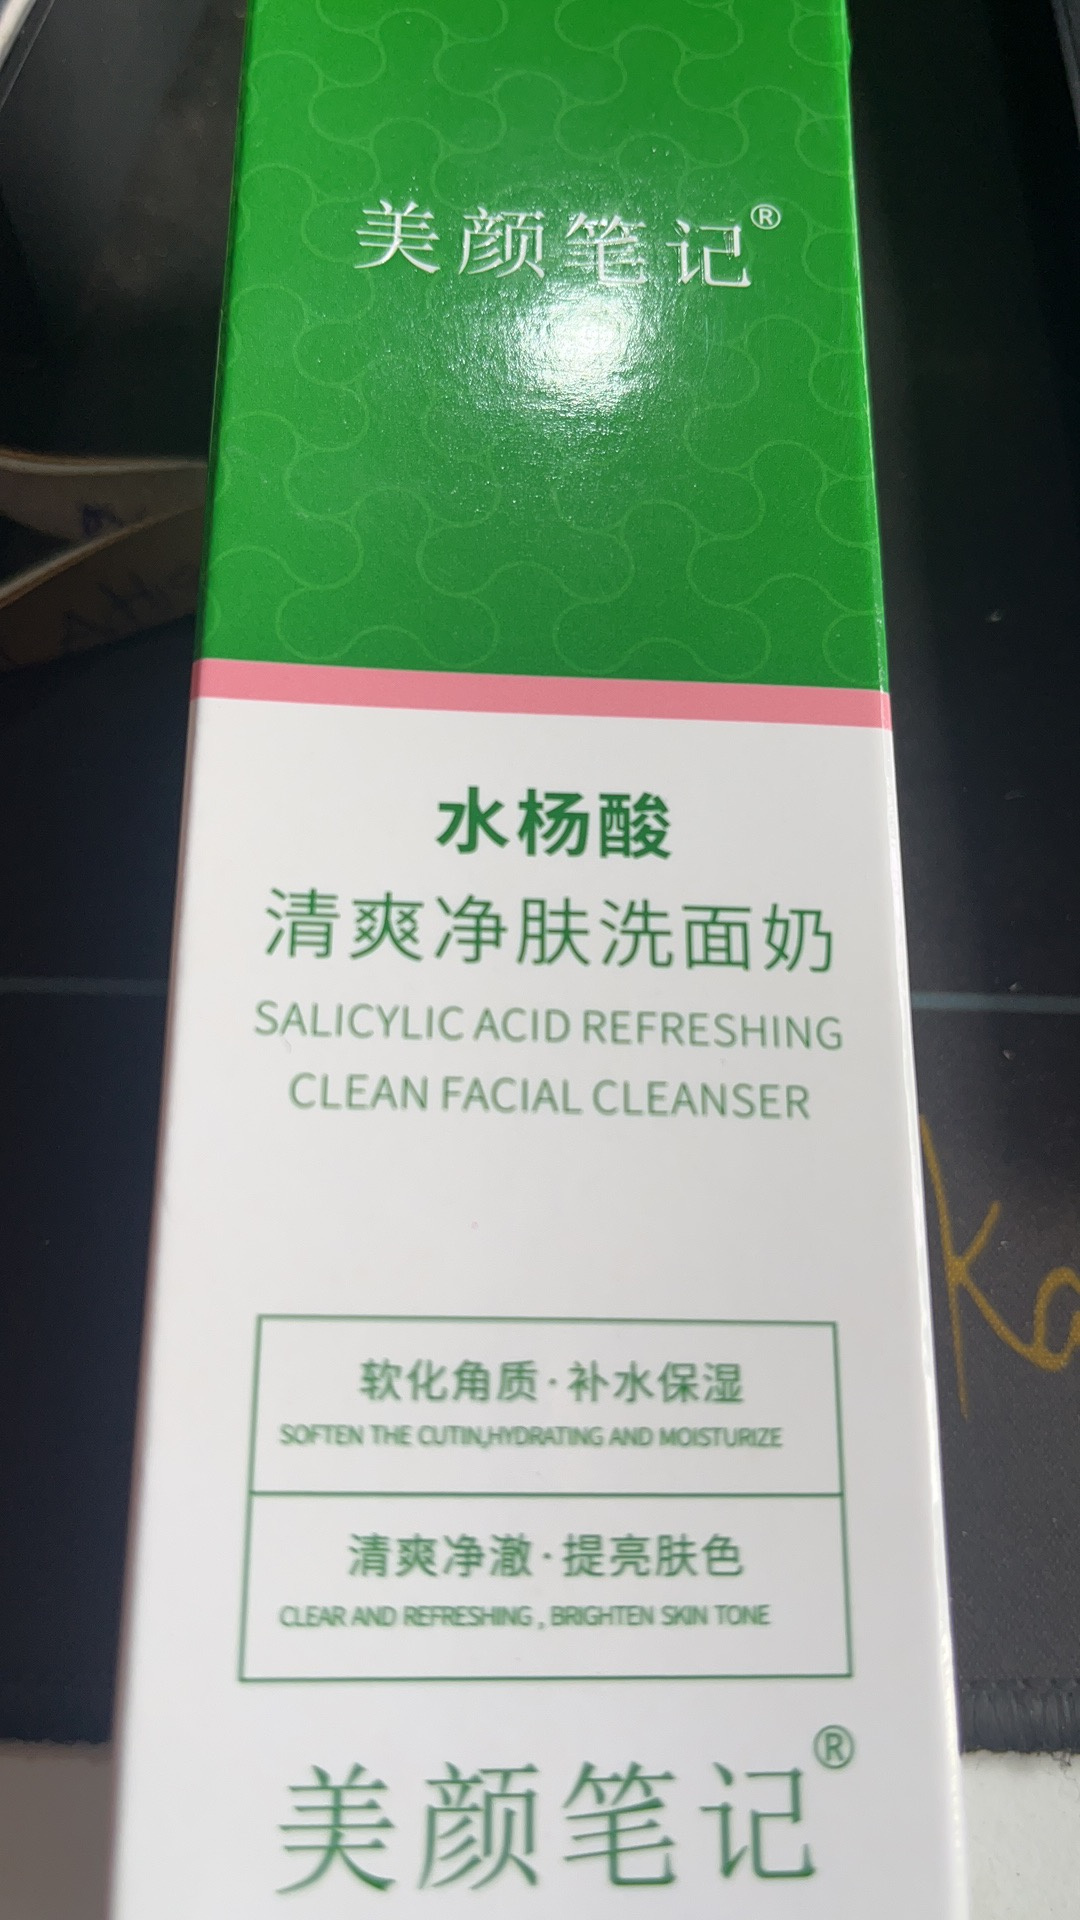 美颜笔记®
水杨酸
清爽净肤洗面奶
SALICYLIC ACID REFRESHING
CLEAN FACIAL CLEANSER
软化角质·补水保湿
SOFTEN THE CUTIN,HYDRATING AND MOISTURIZE
清爽净澈·提亮肤色
CLEAR AND REFRESHING , BRIGHTEN SKIN TONE
美颜笔记®
Ka